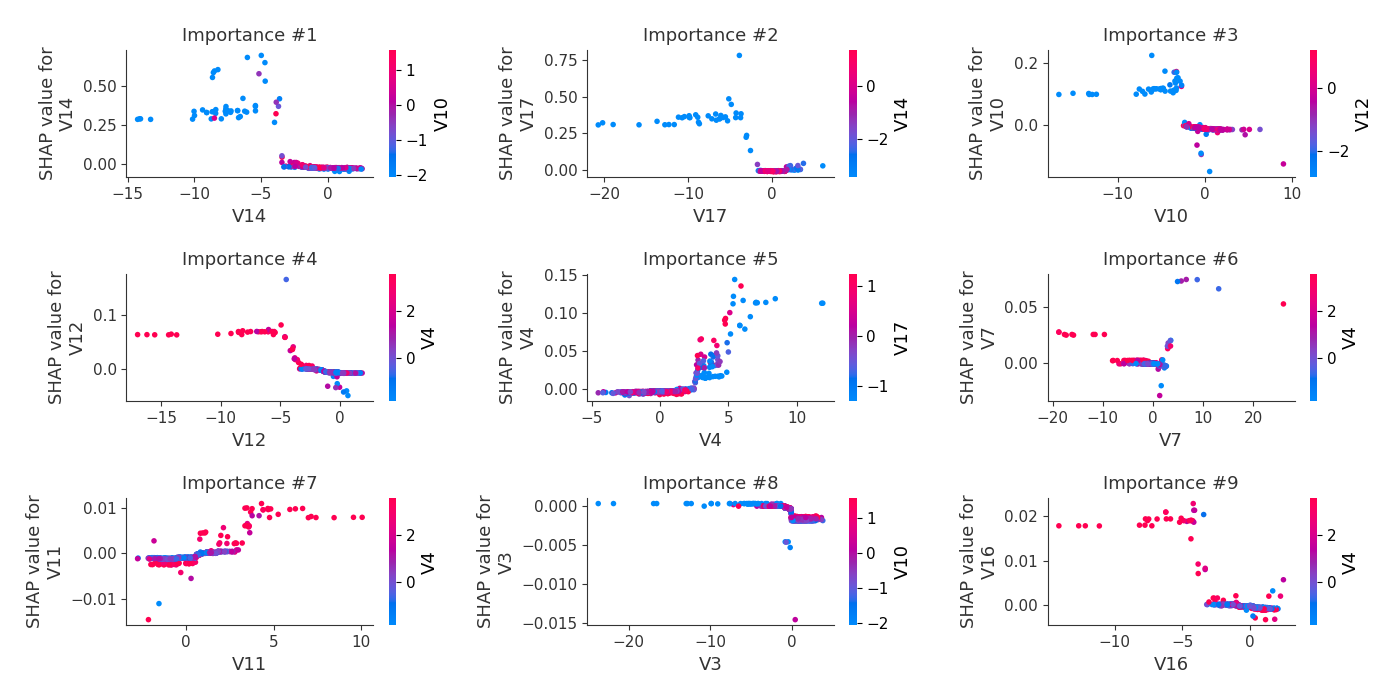 Importance #1
SHAP value for
V14
0.50
0.25
0.00
−15
−10
−5
0
V14
1
0
−1
−2
V10
Importance #2
SHAP value for
V17
0.75
0.50
0.25
0.00
−20
−10
0
V17
0
−2
V14
Importance #3
SHAP value for
V10
0.2
0.0
−10
0
10
V10
0
−2
V12
Importance #4
SHAP value for
V12
0.1
0.0
−15
−10
−5
0
V12
2
0
V4
Importance #5
SHAP value for
V4
0.15
0.10
0.05
0.00
−5
0
5
10
V4
1
0
−1
V17
Importance #6
SHAP value for
V7
0.05
0.00
−20
−10
0
10
20
V7
2
0
V4
Importance #7
SHAP value for
V11
0.01
0.00
−0.01
0
5
10
V11
2
0
V4
Importance #8
SHAP value for
V3
0.000
−0.005
−0.010
−0.015
−20
−10
0
V3
1
0
−1
−2
V10
Importance #9
SHAP value for
V16
0.02
0.01
0.00
−10
−5
0
V16
2
0
V4